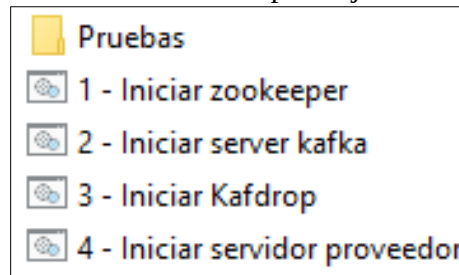 Pruebas
1 - Iniciar zookeeper
2 - Iniciar server kafka
3 - Iniciar Kafdrop
4 - Iniciar servidor proveedor